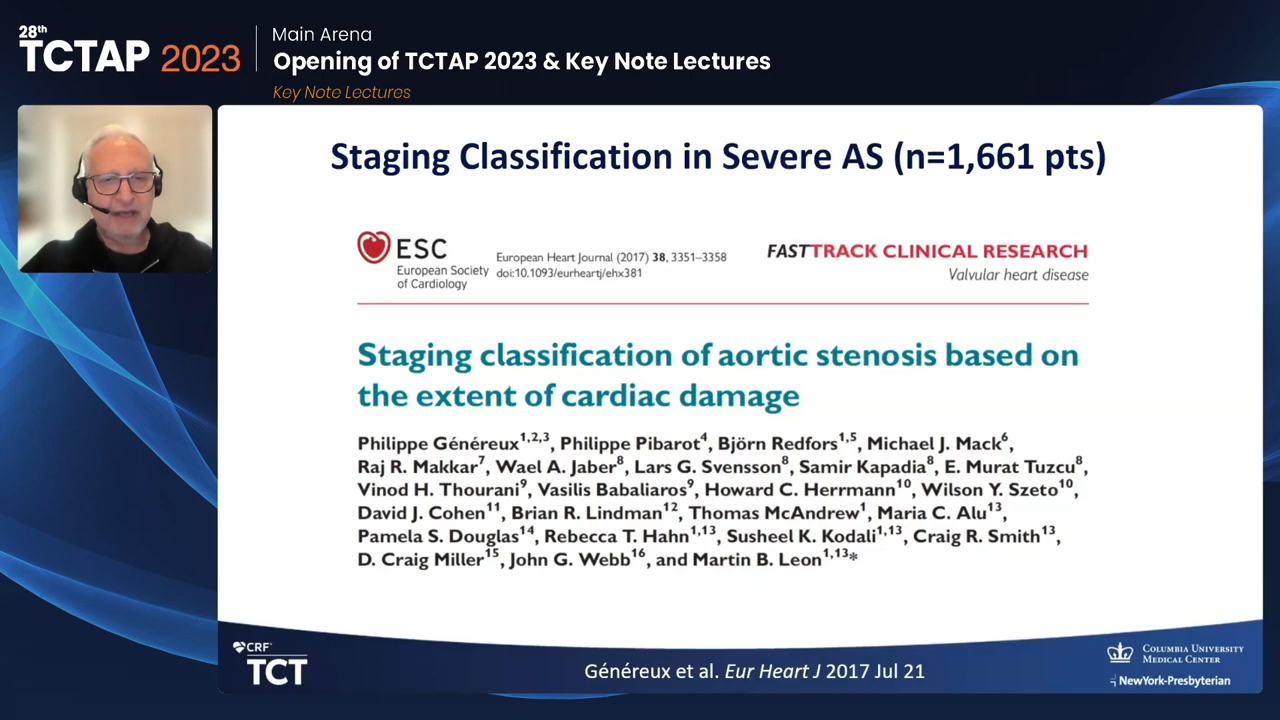 28th
TCTAP 2023
Main Arena
Opening of TCTAP 2023 & Key Note Lectures
Key Note Lectures
Staging Classification in Severe AS (n=1,661 pts)
ESC
European Society
of Cardiology
European Heart Journal (2017) 38, 3351–3358
doi:10.1093/eurheartj/ehx381
FASTTRACK CLINICAL RESEARCH
Valvular heart disease
Staging classification of aortic stenosis based on
the extent of cardiac damage
Philippe Généreux1,2,3, Philippe Pibarot4, Björn Redfors1,5, Michael J. Mack6,
Raj R. Makkar7, Wael A. Jaber8, Lars G. Svensson8, Samir Kapadia8, E. Murat Tuzcu8,
Vinod H. Thourani9, Vasilis Babaliaros9, Howard C. Herrmann10, Wilson Y. Szeto10,
David J. Cohen11, Brian R. Lindman12, Thomas McAndrew1, Maria C. Alu13,
Pamela S. Douglas14, Rebecca T. Hahn1,13, Susheel K. Kodali1,13, Craig R. Smith13,
D. Craig Miller15, John G. Webb16, and Martin B. Leon1,13*
CRF
TCT
Généreux et al. Eur Heart J 2017 Jul 21
COLUMBIA UNIVERSITY
MEDICAL CENTER
NewYork-Presbyterian